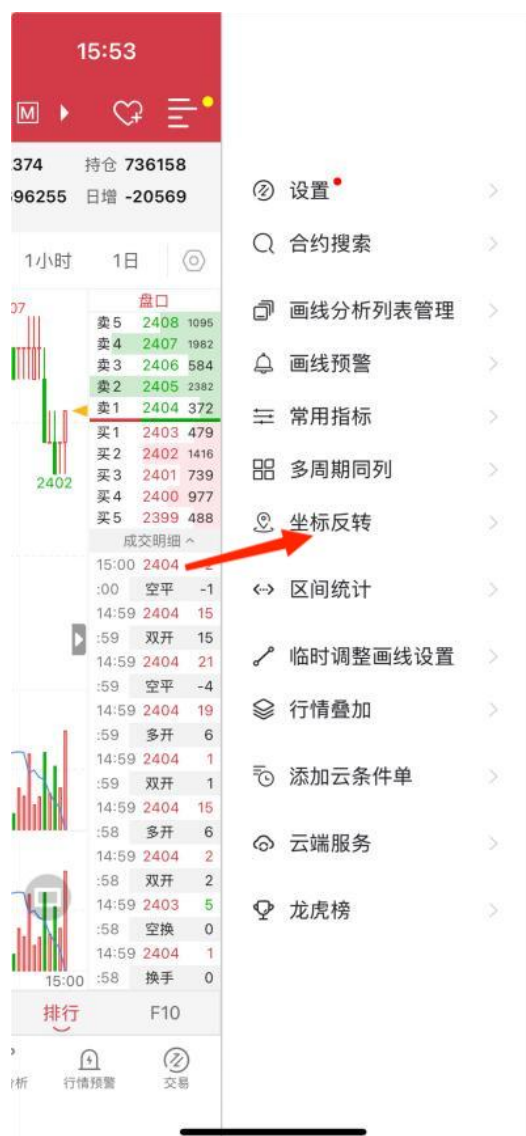 15:53
M
374 持仓 736158
96255 日增 -20569
1小时 1日
07
盘口
卖5 2408 1095
卖4 2407 1982
卖3 2406 584
卖2 2405 2382
卖1 2404 372
买1 2403 479
买2 2402 1416
买3 2401 739
买4 2400 977
买5 2399 488
2402
成交明细
15:00 2404 2
:00 空平 -1
14:59 2404 15
:59 双开 15
14:59 2404 21
:59 空平 -4
14:59 2404 19
:59 多开 6
14:59 2404 1
:59 双开 1
14:59 2404 15
:58 多开 6
14:59 2404 2
:58 双开 2
14:59 2403 5
:58 空换 0
14:59 2404 1
:58 换手 0
15:00
排行 F10
析 行情预警 交易
设置
合约搜索
画线分析列表管理
画线预警
常用指标
多周期同列
坐标反转
区间统计
临时调整画线设置
行情叠加
添加云条件单
云端服务
龙虎榜